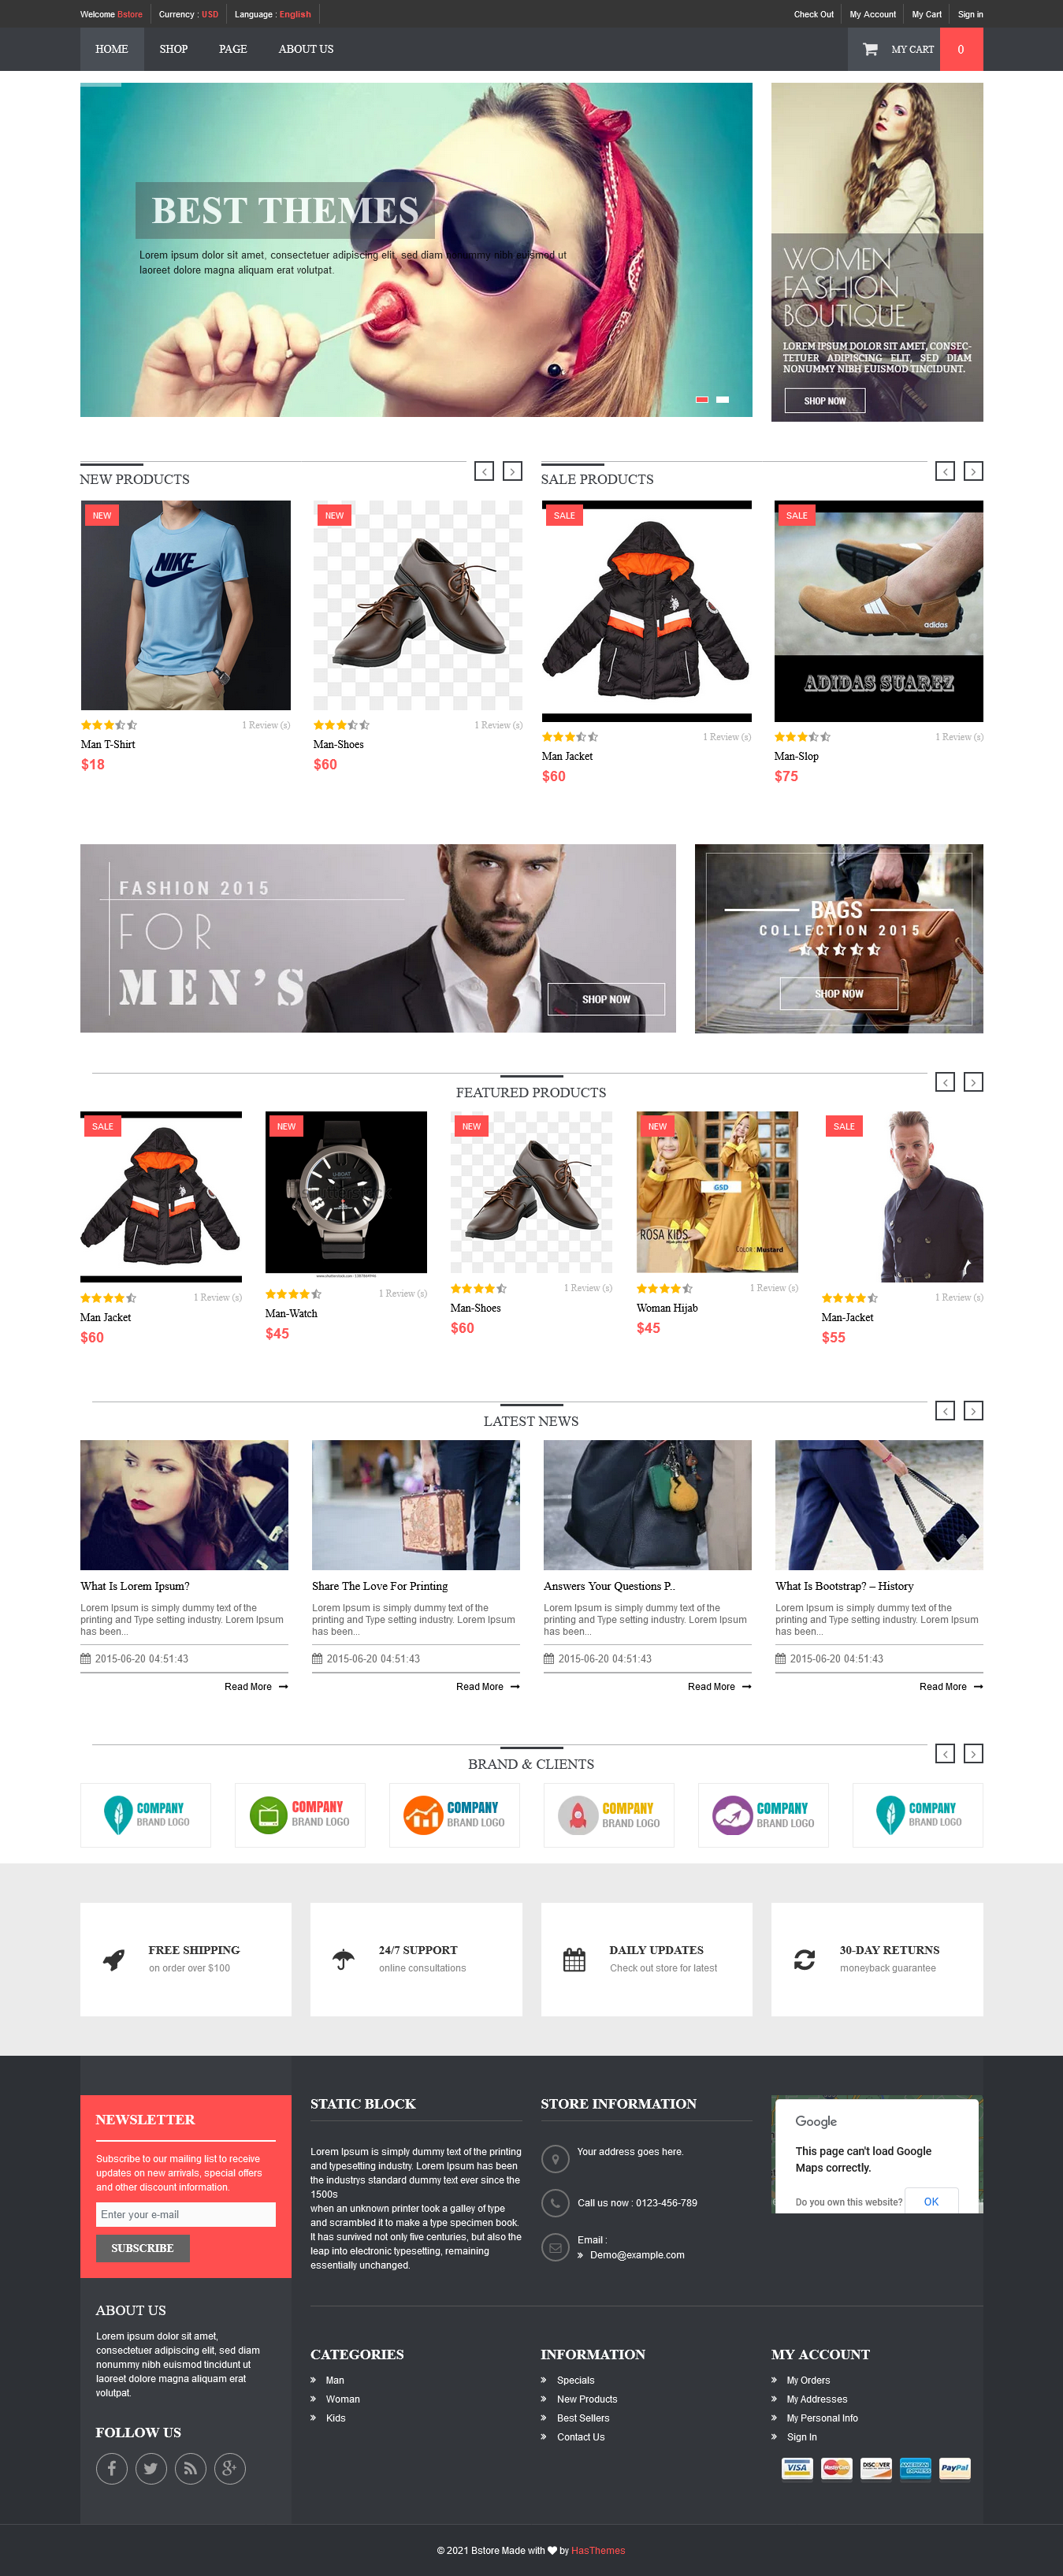 Welcome Bstore
Currency : USD
Language : English
Check Out
My Account
My Cart
Sign in
HOME
SHOP
PAGE
ABOUT US
MY CART
0
BEST THEMES
Lorem ipsum dolor sit amet, consectetuer adipiscing elit, sed diam nonummy nibh euismod ut
laoreet dolore magna aliquam erat volutpat.
WOMEN
FASHION
BOUTIQUE
LOREM IPSUM DOLOR SIT AMET, CONSEC-
TETUER ADIPISCING ELIT, SED DIAM
NONUMMY NIBH EUISMOD TINCIDUNT.
SHOP NOW
NEW PRODUCTS
NEW
NIKE
1 Review (s)
Man T-Shirt
$18
NEW
1 Review (s)
Man-Shoes
$60
SALE PRODUCTS
SALE
1 Review (s)
Man Jacket
$60
SALE
adidas
ADIDAS SUAREZ
1 Review (s)
Man-Slop
$75
FASHION 2015
FOR
MEN'S
SHOP NOW
BAGS
COLLECTION 2015
SHOP NOW
FEATURED PRODUCTS
SALE
1 Review (s)
Man Jacket
$60
NEW
U-BOAT
1 Review (s)
Man-Watch
$45
NEW
1 Review (s)
Man-Shoes
$60
NEW
GSD
ROSA KIDS
COLOR : Mustard
1 Review (s)
Woman Hijab
$45
SALE
1 Review (s)
Man-Jacket
$55
LATEST NEWS
What Is Lorem Ipsum?
Lorem Ipsum is simply dummy text of the
printing and Type setting industry. Lorem Ipsum
has been...
2015-06-20 04:51:43
Read More
Share The Love For Printing
Lorem Ipsum is simply dummy text of the
printing and Type setting industry. Lorem Ipsum
has been...
2015-06-20 04:51:43
Read More
Answers Your Questions P..
Lorem Ipsum is simply dummy text of the
printing and Type setting industry. Lorem Ipsum
has been...
2015-06-20 04:51:43
Read More
What Is Bootstrap? – History
Lorem Ipsum is simply dummy text of the
printing and Type setting industry. Lorem Ipsum
has been...
2015-06-20 04:51:43
Read More
BRAND & CLIENTS
COMPANY
BRAND LOGO
COMPANY
BRAND LOGO
COMPANY
BRAND LOGO
COMPANY
BRAND LOGO
COMPANY
BRAND LOGO
COMPANY
BRAND LOGO
FREE SHIPPING
on order over $100
24/7 SUPPORT
online consultations
DAILY UPDATES
Check out store for latest
30-DAY RETURNS
moneyback guarantee
NEWSLETTER
Subscribe to our mailing list to receive
updates on new arrivals, special offers
and other discount information.
Enter your e-mail
SUBSCRIBE
ABOUT US
Lorem ipsum dolor sit amet,
consectetuer adipiscing elit, sed diam
nonummy nibh euismod tincidunt ut
laoreet dolore magna aliquam erat
volutpat.
FOLLOW US
STATIC BLOCK
Lorem Ipsum is simply dummy text of the printing
and typesetting industry. Lorem Ipsum has been
the industrys standard dummy text ever since the
1500s
when an unknown printer took a galley of type
and scrambled it to make a type specimen book.
It has survived not only five centuries, but also the
leap into electronic typesetting, remaining
essentially unchanged.
STORE INFORMATION
Your address goes here.
Call us now : 0123-456-789
Email :
Demo@example.com
Google
This page can't load Google
Maps correctly.
Do you own this website?
OK
CATEGORIES
Man
Woman
Kids
INFORMATION
Specials
New Products
Best Sellers
Contact Us
MY ACCOUNT
My Orders
My Addresses
My Personal Info
Sign In
VISA
MasterCard
DISCOVER
AMERICAN EXPRESS
PayPal
© 2021 Bstore Made with by HasThemes